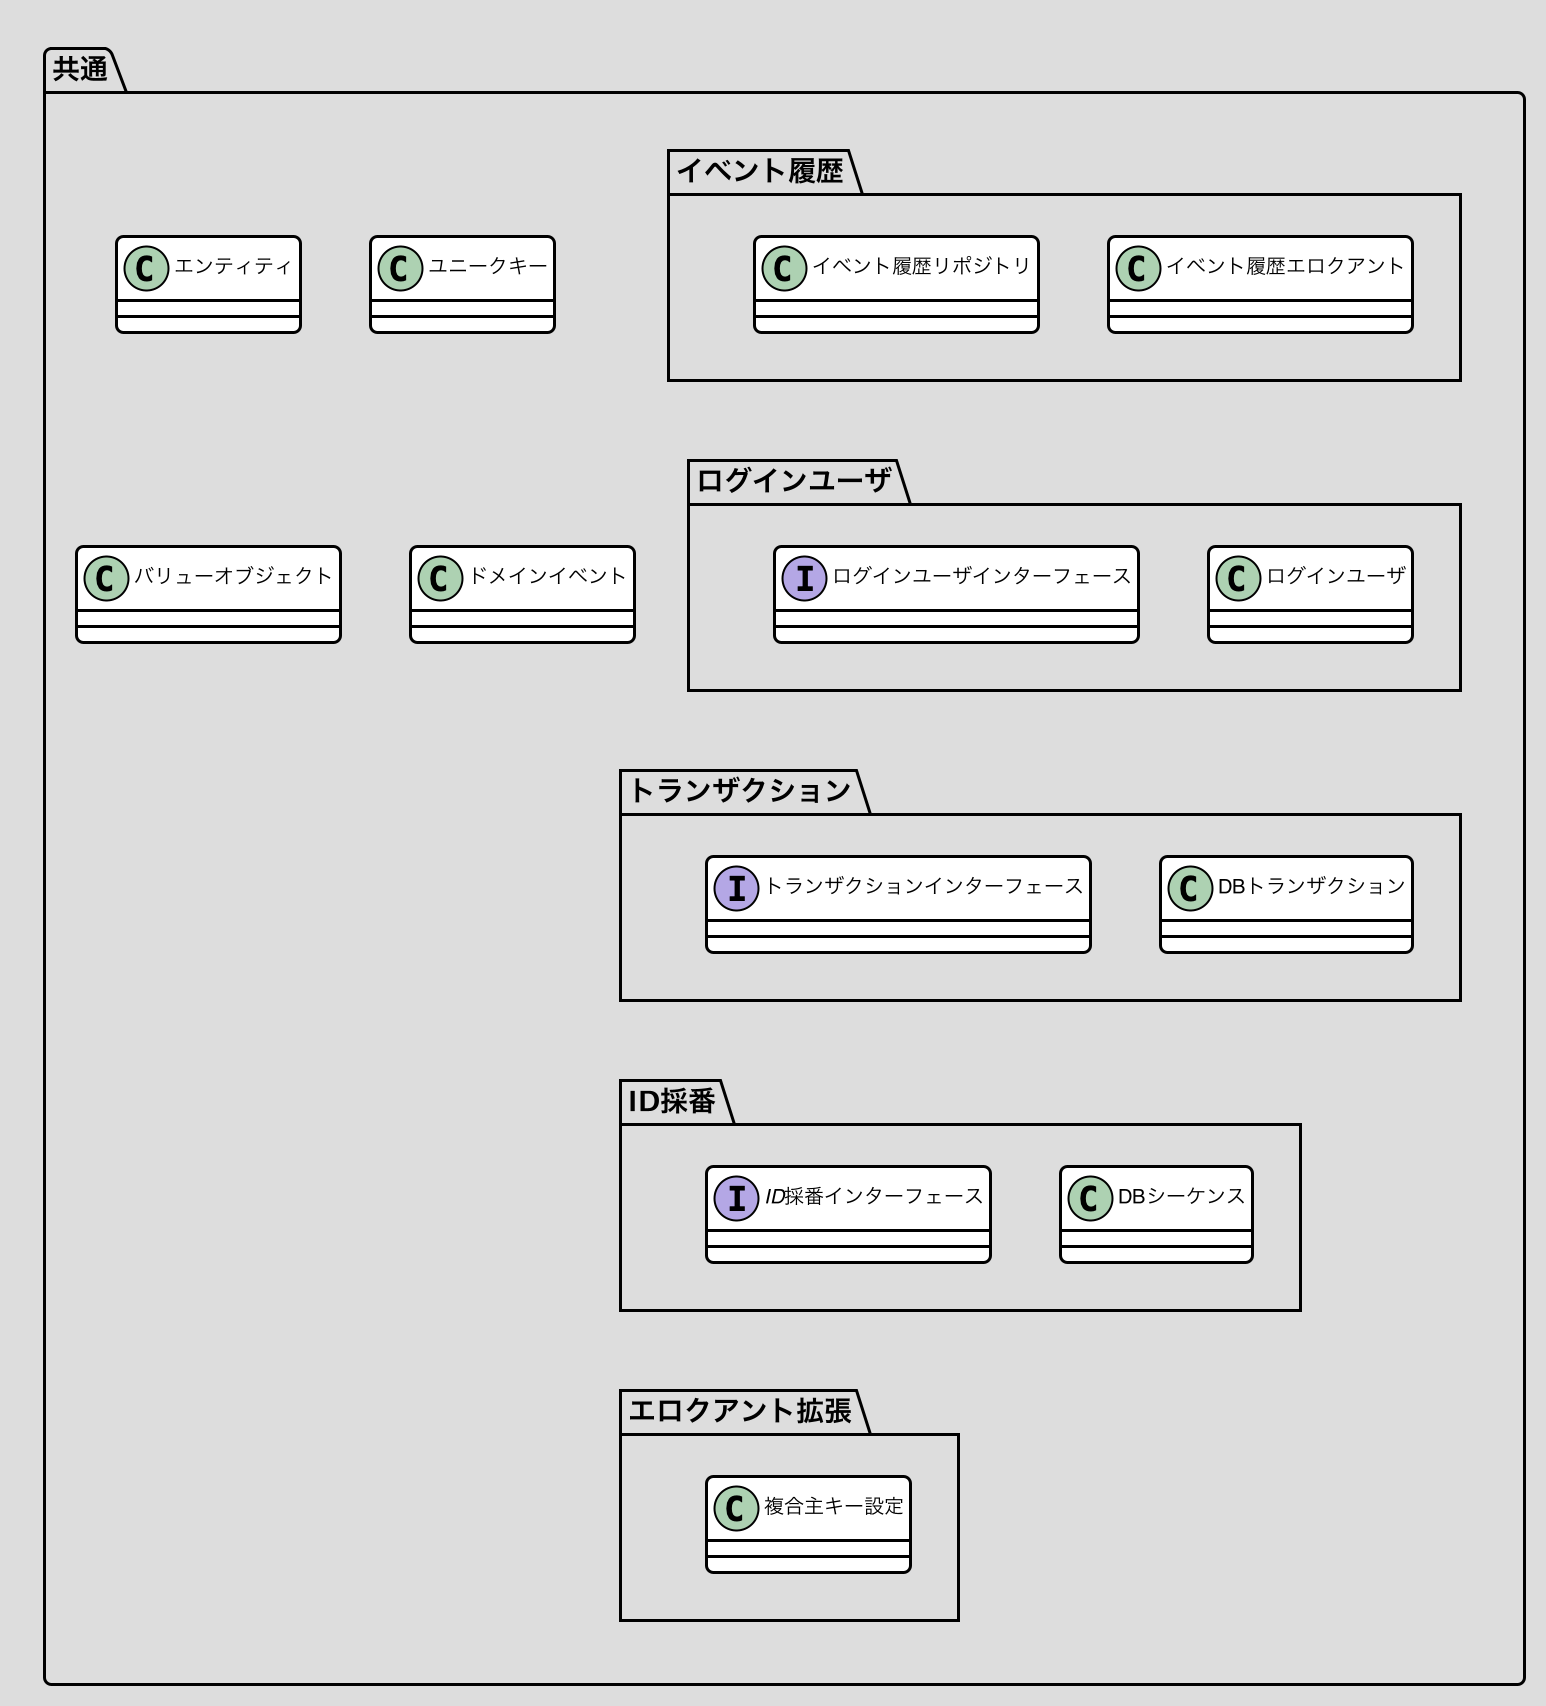 共通
イベント履歴
C エンティティ
C ユニークキー
C イベント履歴リポジトリ
C イベント履歴エロクアント
ログインユーザ
C バリューオブジェクト
C ドメインイベント
I ログインユーザインターフェース
C ログインユーザ
トランザクション
I トランザクションインターフェース
C DBトランザクション
ID採番
I ID採番インターフェース
C DBシーケンス
エロクアント拡張
C 複合主キー設定